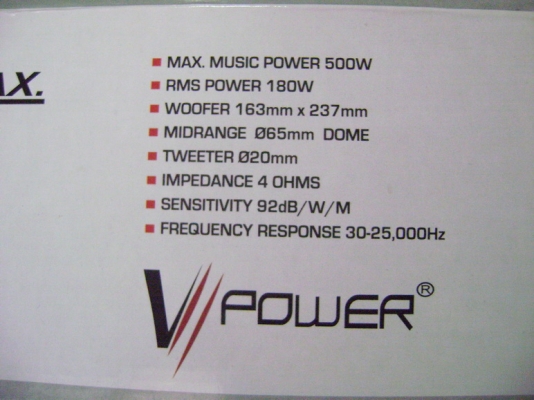 AX.
MAX. MUSIC POWER 500W
RMS POWER 180W
WOOFER 163mm x 237mm
MIDRANGE Ø65mm DOME
TWEETER Ø20mm
IMPEDANCE 4 OHMS
SENSITIVITY 92dB/W/M
FREQUENCY RESPONSE 30-25,000Hz
V POWER®